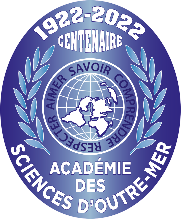 1922-2022
CENTENAIRE
RESPECTER AIMER SAVOIR COMPRENDRE
ACADÉMIE
DES
SCIENCES D'OUTRE-MER